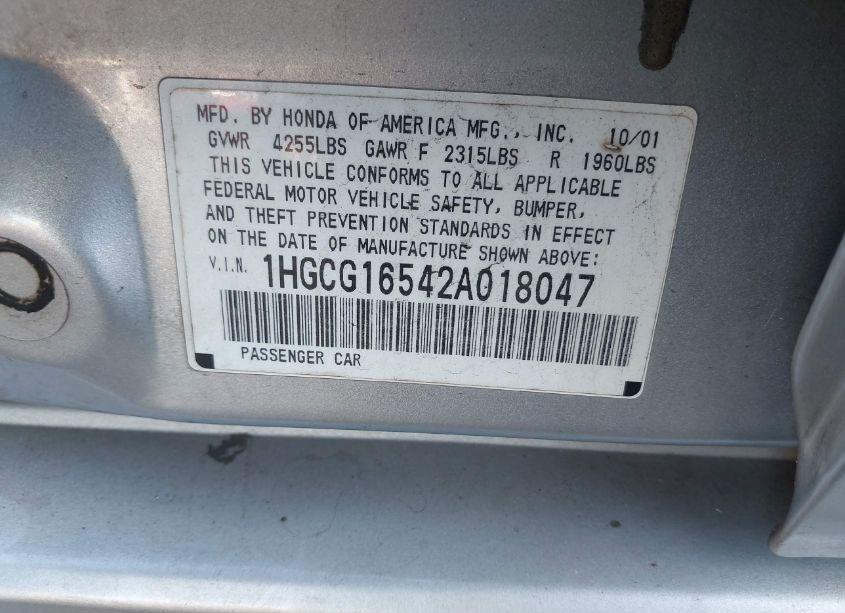 MFD. BY HONDA OF AMERICA MFG., INC. 10/01
GVWR 4255LBS GAWR F 2315LBS R 1960LBS
THIS VEHICLE CONFORMS TO ALL APPLICABLE
FEDERAL MOTOR VEHICLE SAFETY, BUMPER,
AND THEFT PREVENTION STANDARDS IN EFFECT
ON THE DATE OF MANUFACTURE SHOWN ABOVE:
V.I.N. 1HGCG16542A018047
PASSENGER CAR